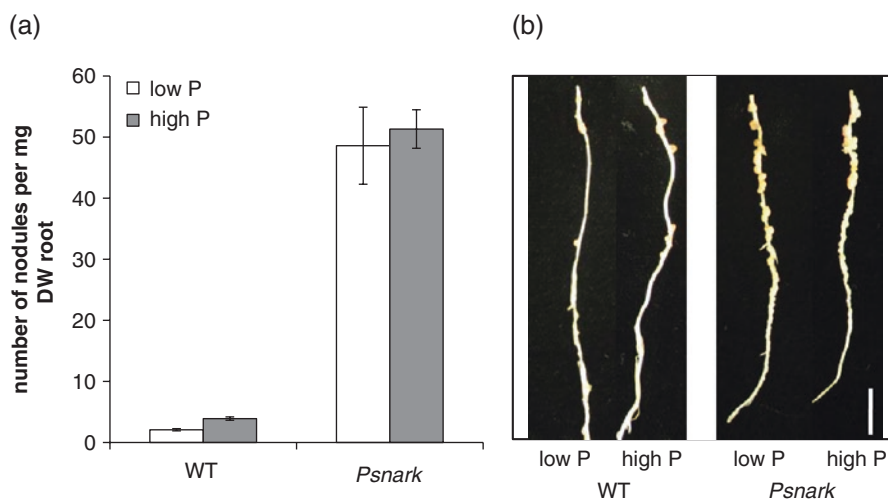 (a)
low P
high P
number of nodules per mg
DW root
60
50
40
30
20
10
0
WT
Psnark
(b)
low P high P low P high P
WT Psnark